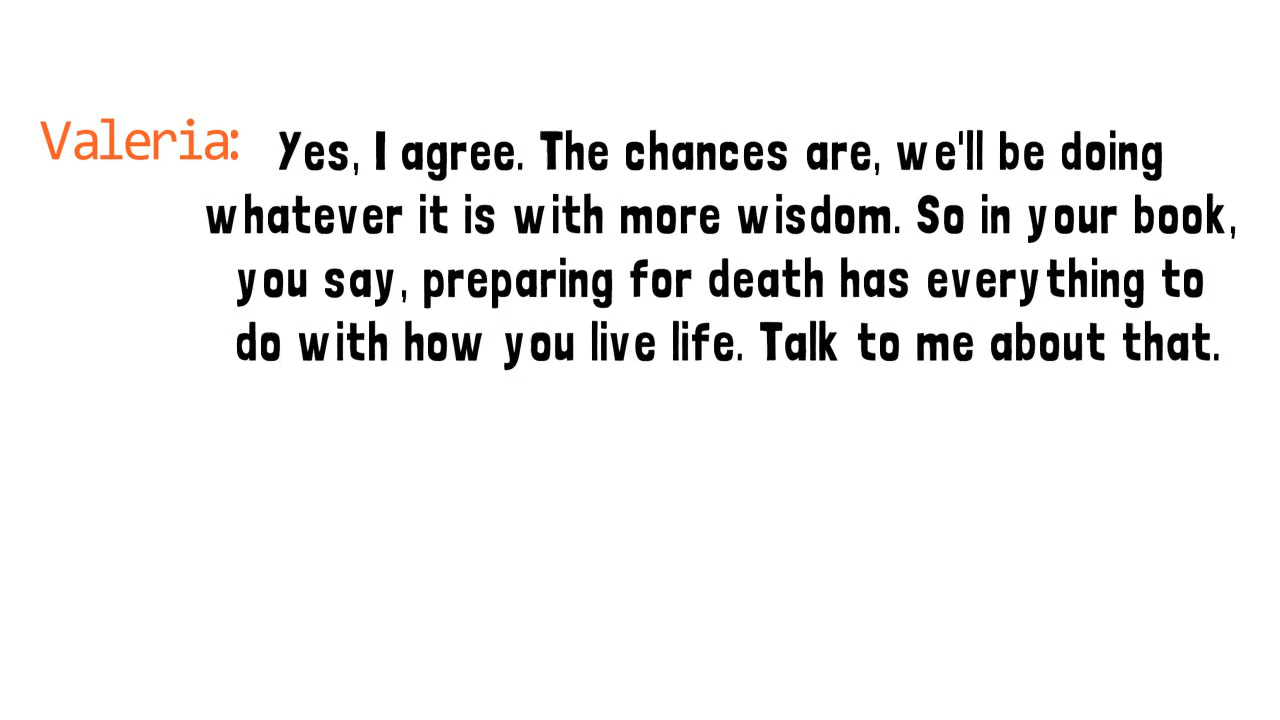 Valeria: Yes, I agree. The chances are, we'll be doing
whatever it is with more wisdom. So in your book,
you say, preparing for death has everything to
do with how you live life. Talk to me about that.